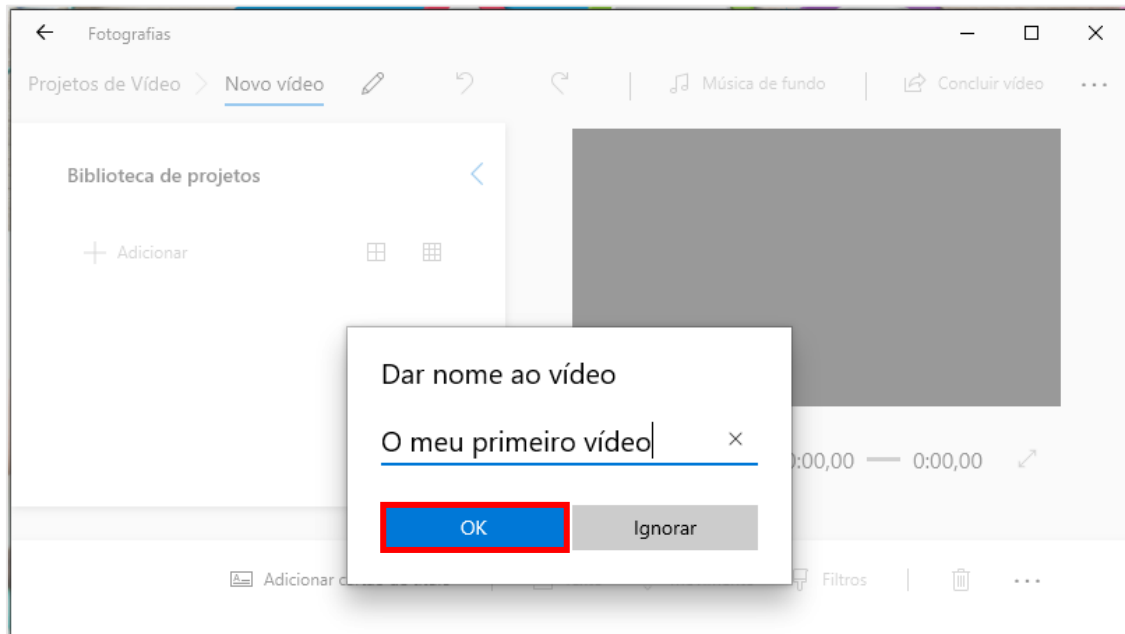 Fotografias
Projetos de Vídeo > Novo vídeo Música de fundo Concluir vídeo ...
Biblioteca de projetos
+ Adicionar
Dar nome ao vídeo
O meu primeiro vídeo
0:00,00 0:00,00
OK Ignorar
Adicionar Filtros ...